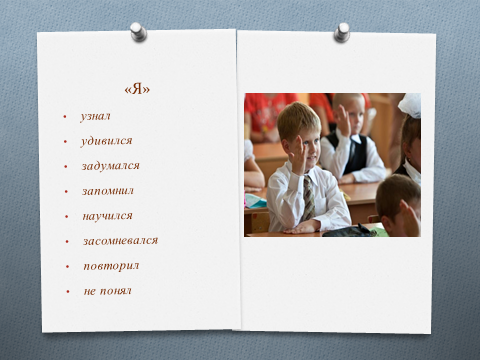 «Я»
• узнал
• удивился
• задумался
• запомнил
• научился
• засомневался
• повторил
• не понял